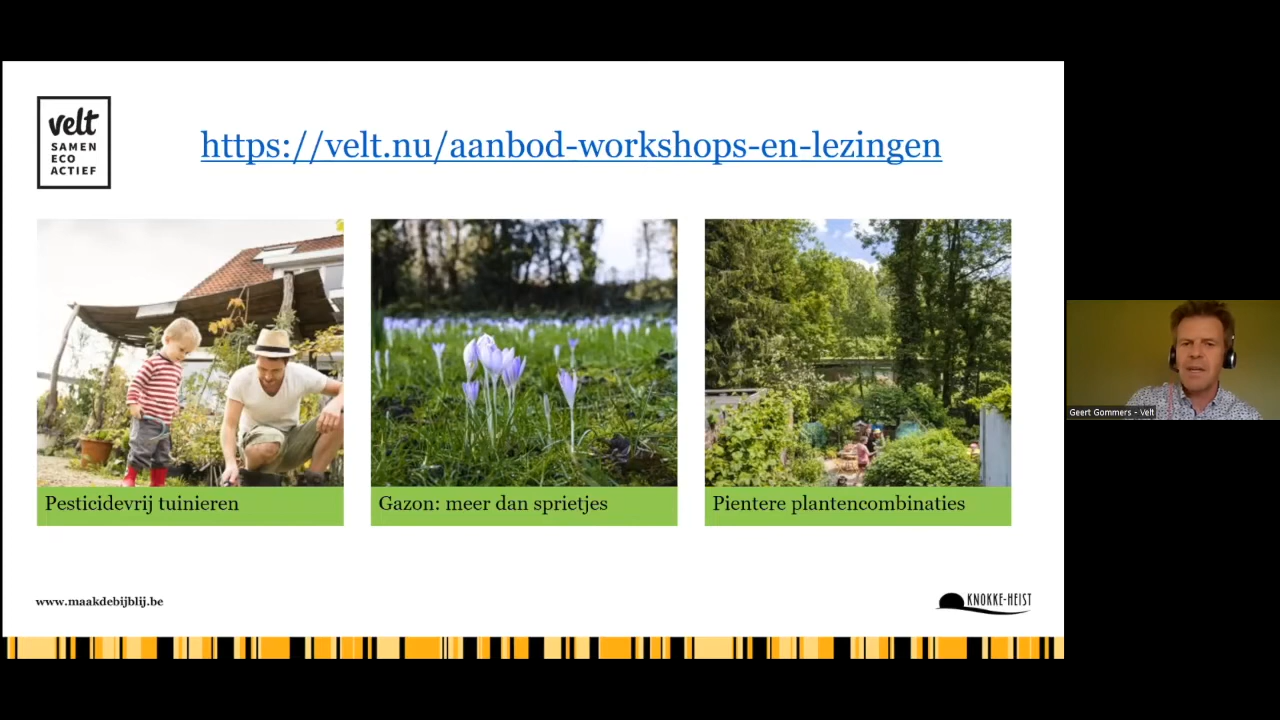 velt
SAMEN
ECO
ACTIEF
https://velt.nu/aanbod-workshops-en-lezingen
Pesticidevrij tuinieren
Gazon: meer dan sprietjes
Pientere plantencombinaties
Geert Gommers - Velt
www.maakdebijblij.be
KNOKKE-HEIST